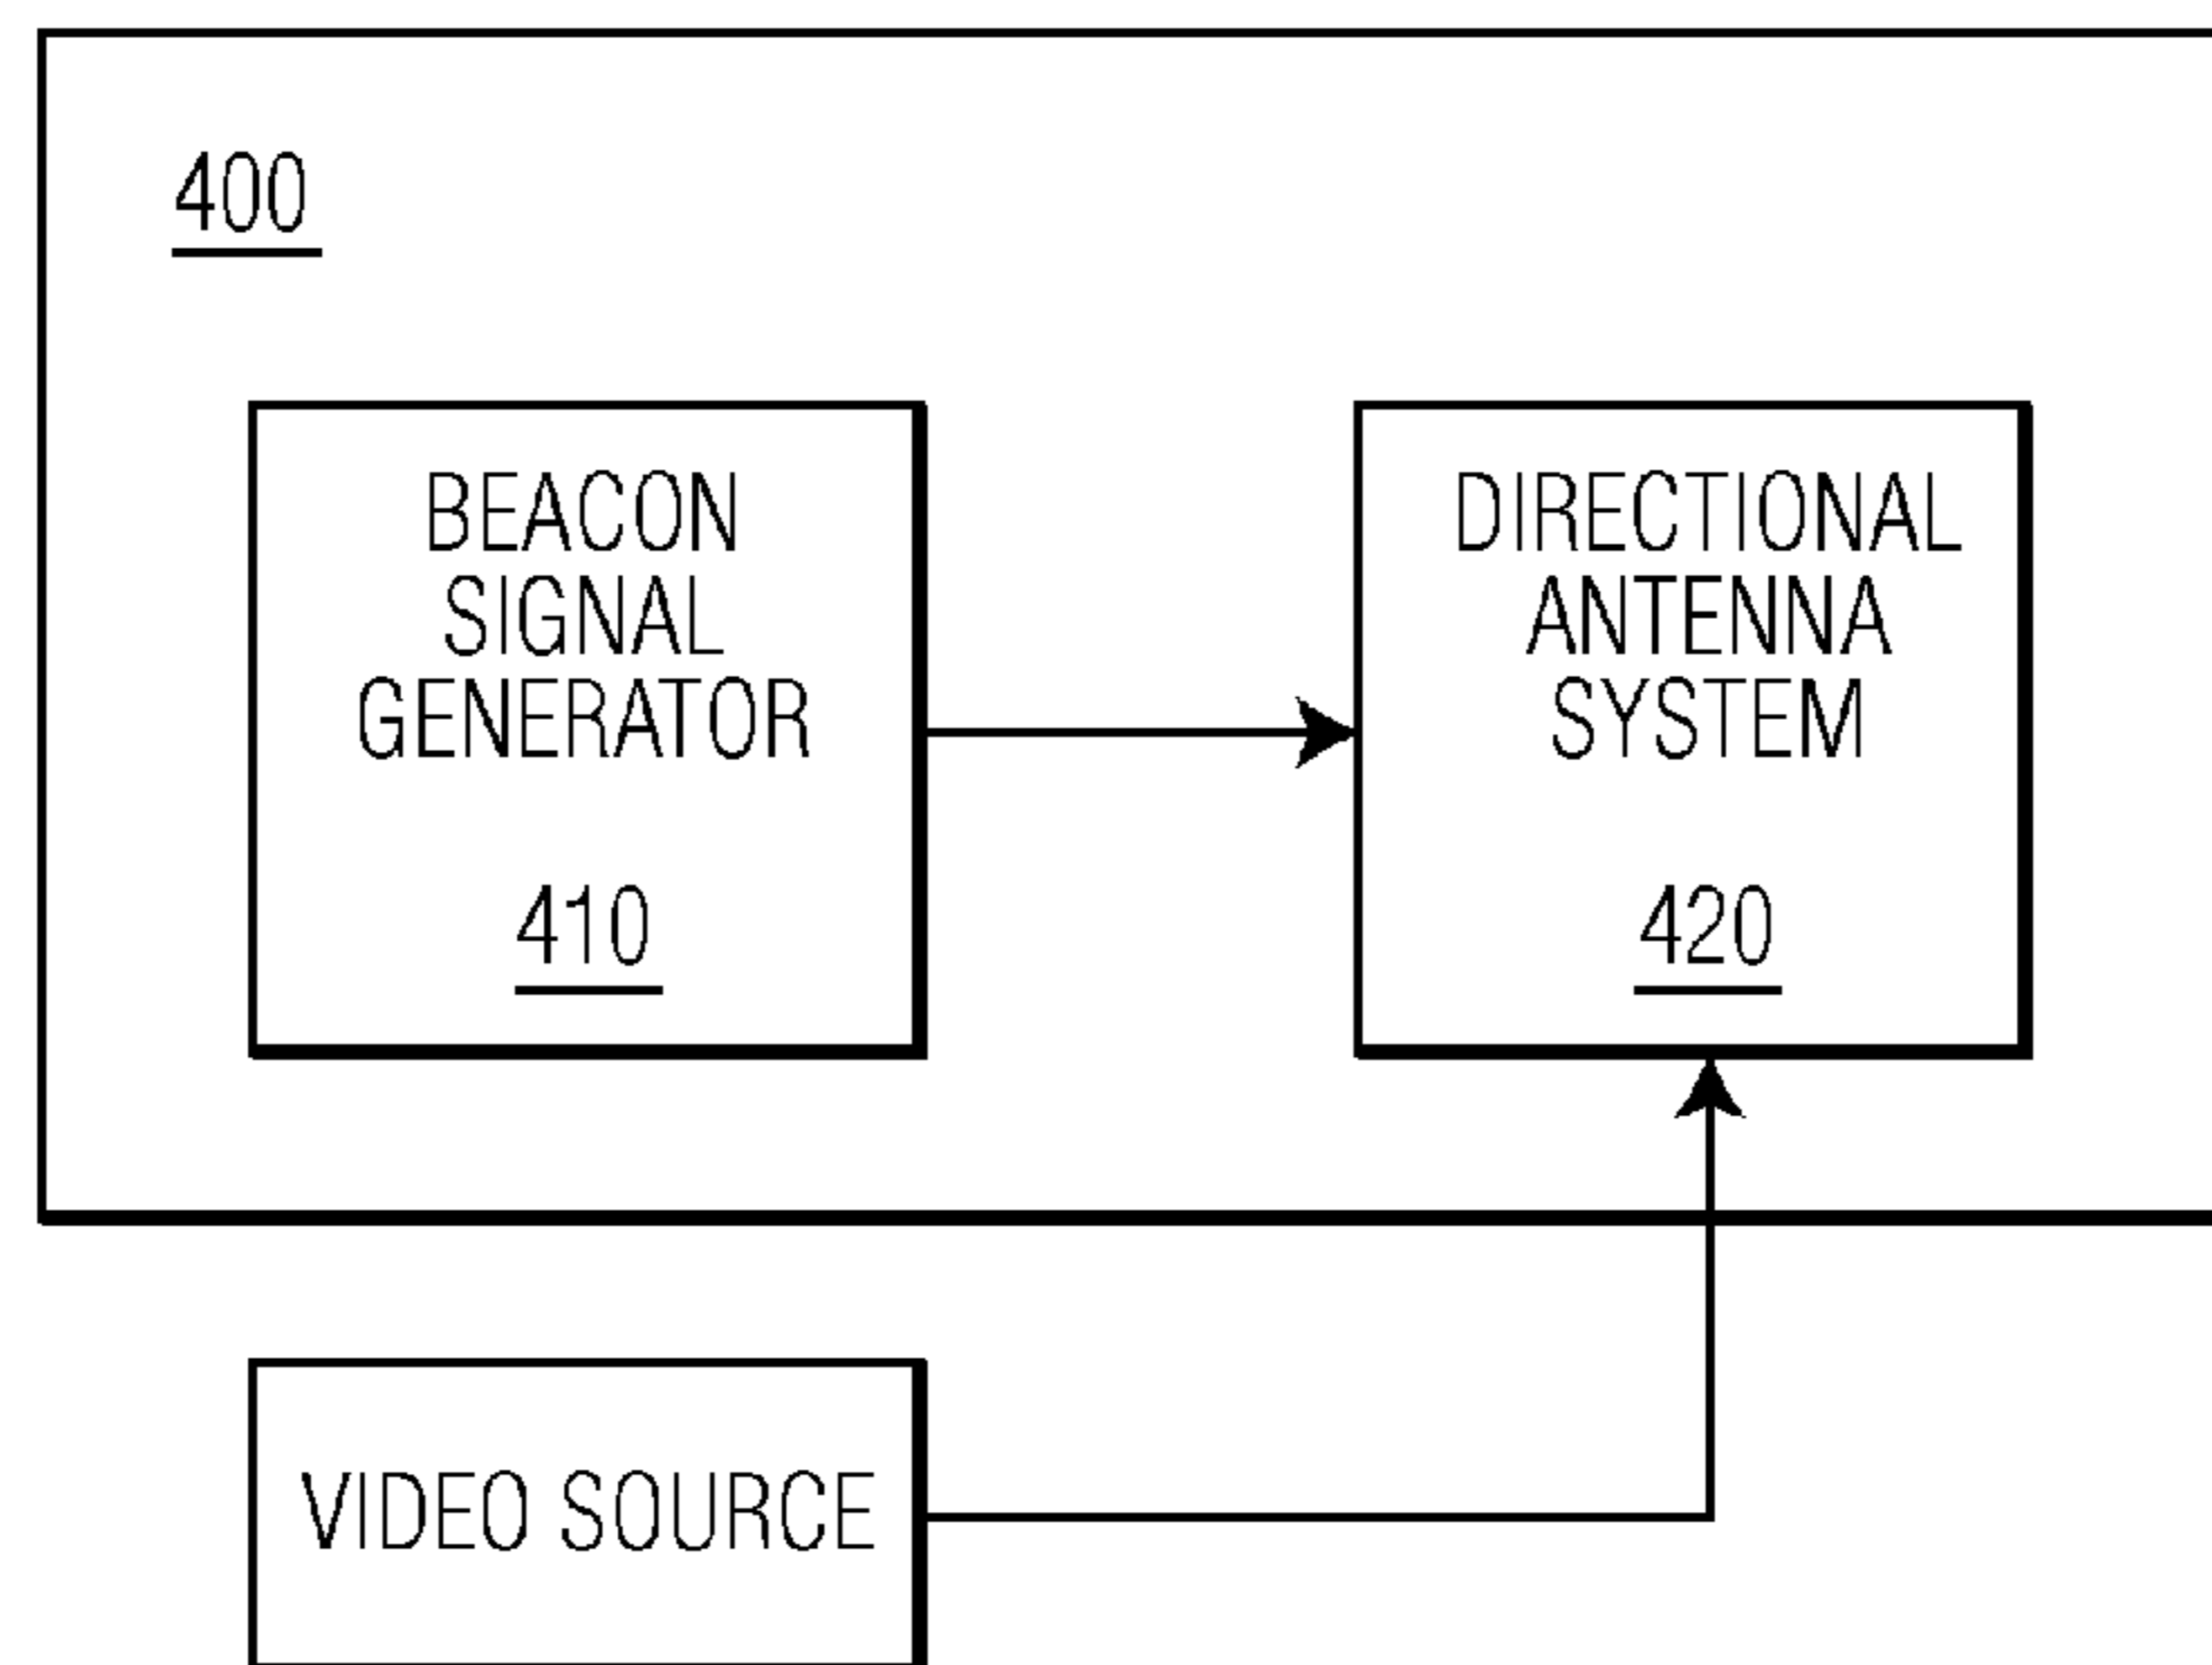 400
BEACON
SIGNAL
GENERATOR
410
DIRECTIONAL
ANTENNA
SYSTEM
420
VIDEO SOURCE